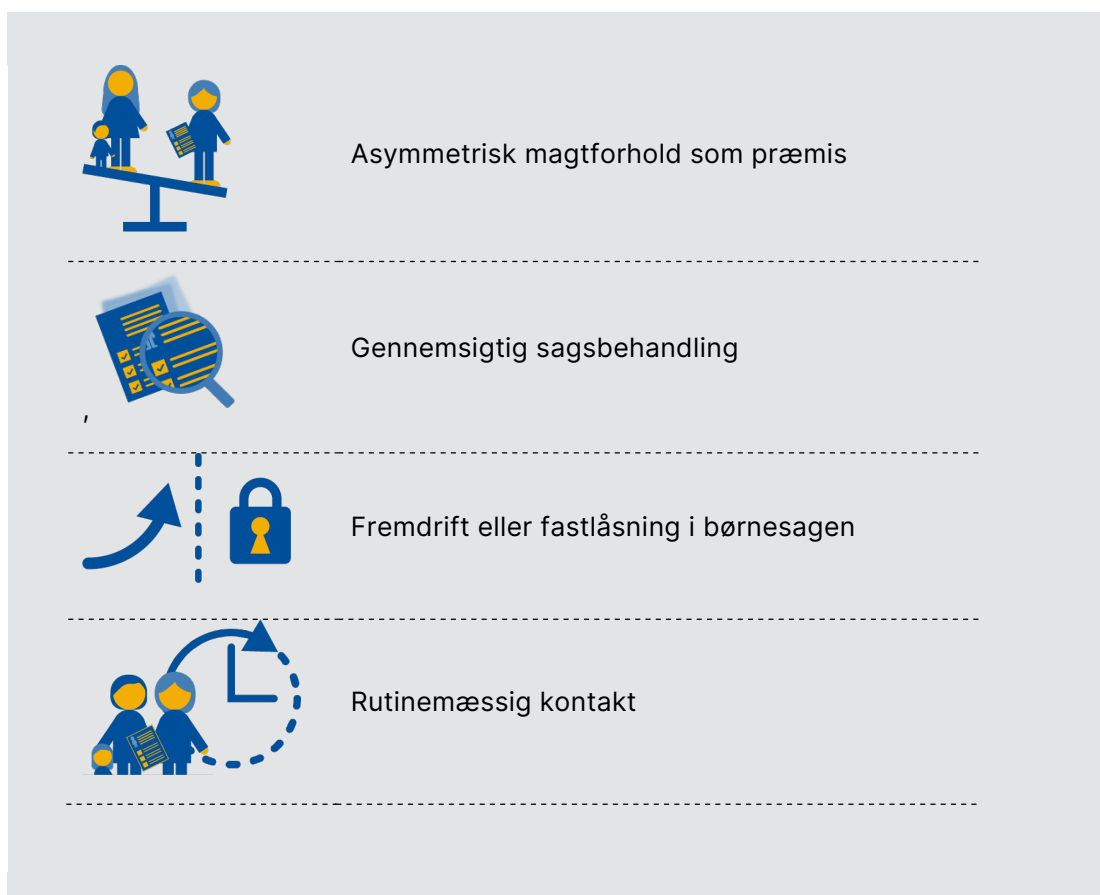 Asymmetrisk magtforhold som præmis
Gennemsigtig sagsbehandling
,
Fremdrift eller fastlåsning i børnesagen
Rutinemæssig kontakt